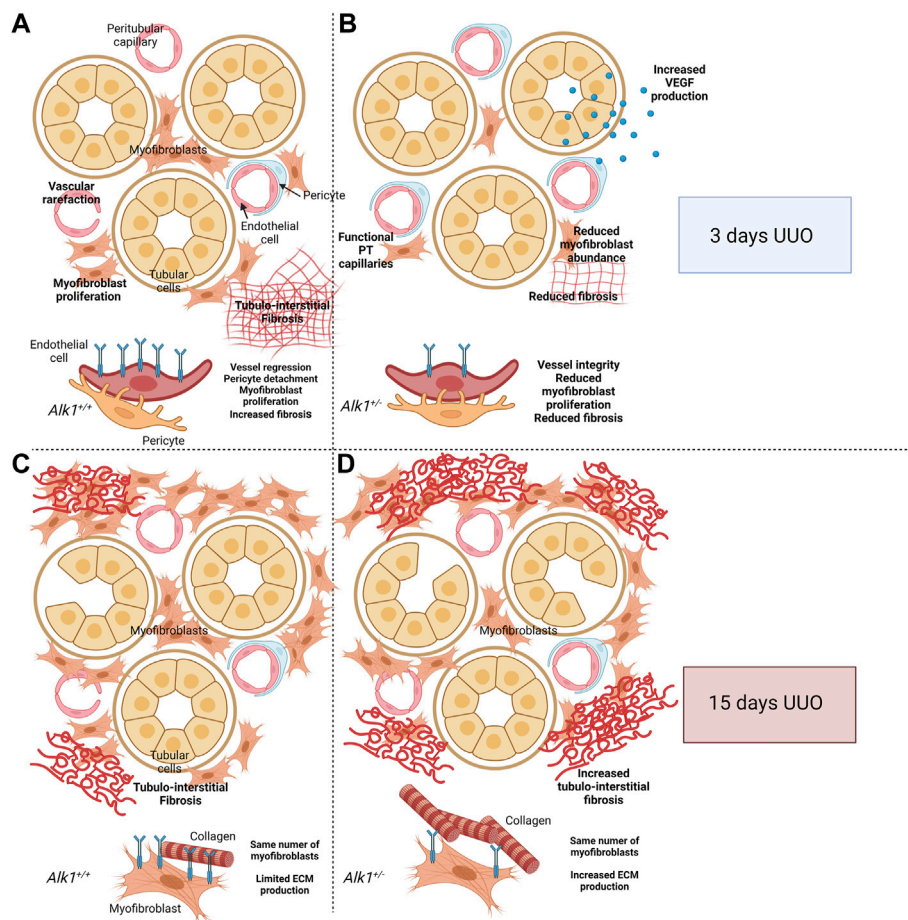 A
Peritubular
capillary
Myofibroblasts
Vascular
rarefaction
Pericyte
Endothelial
cell
Myofibroblast
proliferation
Tubular
cells
Tubulo-interstitial
Fibrosis
Endothelial
cell
Vessel regression
Pericyte detachment
Myofibroblast
proliferation
Increased fibrosis
Alk1+/+
Pericyte
B
Increased
VEGF
production
Functional
PT
capillaries
Reduced
myofibroblast
abundance
Reduced fibrosis
3 days UUO
Vessel integrity
Reduced
myofibroblast
proliferation
Reduced fibrosis
Alk1+/-
C
Myofibroblasts
Tubular
cells
Tubulo-interstitial
Fibrosis
Collagen
Same numer of
myofibroblasts
Limited ECM
production
Alk1+/+
Myofibroblast
D
Myofibroblasts
15 days UUO
Increased
tubulo-interstitial
fibrosis
Collagen
Same numer of
myofibroblasts
Increased ECM
production
Alk1+/-